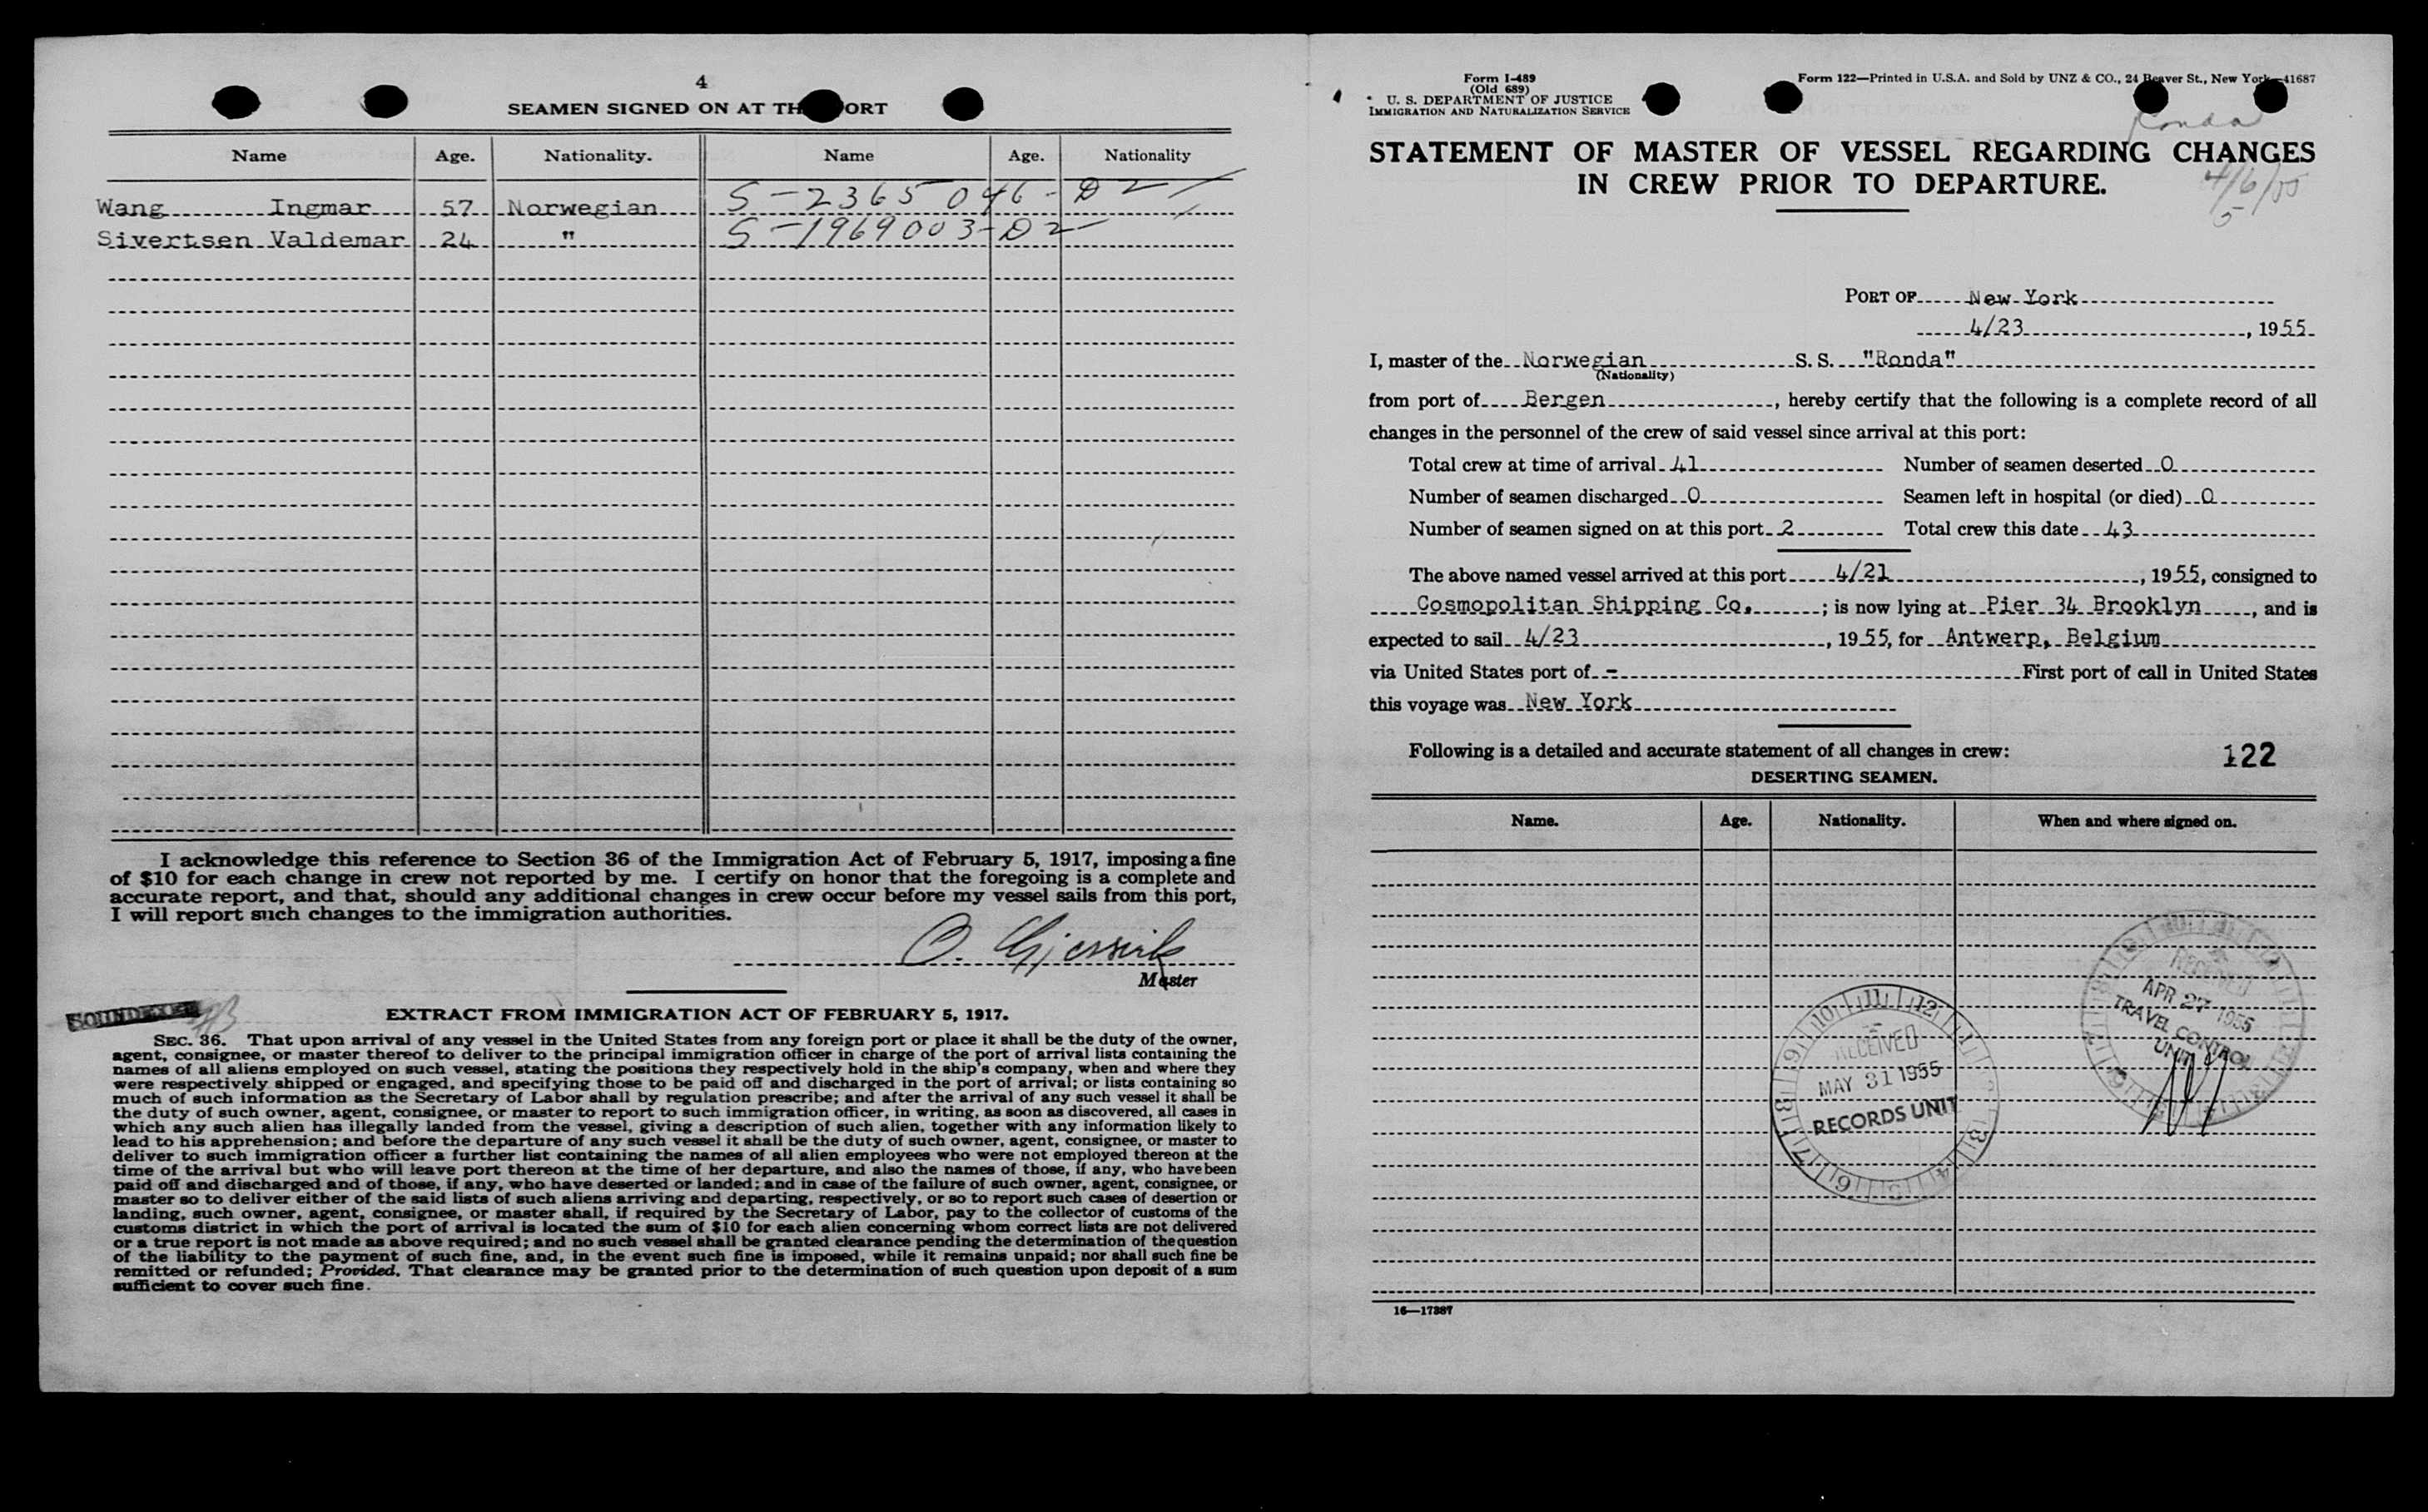 4
SEAMEN SIGNED ON AT TH ORT
Name Age. Nationality. Name Age. Nationality
Wang Ingmar 57 Norwegian S-2365046-D2
Sivertsen Valdemar 24 " S-1969003-D2
I acknowledge this reference to Section 36 of the Immigration Act of February 5, 1917, imposing a fine
of $10 for each change in crew not reported by me. I certify on honor that the foregoing is a complete and
accurate report, and that, should any additional changes in crew occur before my vessel sails from this port,
I will report such changes to the immigration authorities.
O.
Master
EXTRACT FROM IMMIGRATION ACT OF FEBRUARY 5, 1917.
SEC. 36. That upon arrival of any vessel in the United States from any foreign port or place it shall be the duty of the owner,
agent, consignee, or master thereof to deliver to the principal immigration officer in charge of the port of arrival lists containing the
names of all aliens employed on such vessel, stating the positions they respectively hold in the ship's company, when and where they
were respectively shipped or engaged, and specifying those to be paid off and discharged in the port of arrival; or lists containing so
much of such information as the Secretary of Labor shall by regulation prescribe; and after the arrival of any such vessel it shall be
the duty of such owner, agent, consignee, or master to report to such immigration officer, in writing, as soon as discovered, all cases in
which any such alien has illegally landed from the vessel, giving a description of such alien, together with any information likely to
lead to his apprehension; and before the departure of any such vessel it shall be the duty of such owner, agent, consignee, or master to
deliver to such immigration officer a further list containing the names of all alien employees who were not employed thereon at the
time of the arrival but who will leave port thereon at the time of her departure, and also the names of those, if any, who have been
paid off and discharged and of those, if any, who have deserted or landed; and in case of the failure of such owner, agent, consignee, or
master so to deliver either of the said lists of such aliens arriving and departing, respectively, or so to report such cases of desertion or
landing, such owner, agent, consignee, or master shall, if required by the Secretary of Labor, pay to the collector of customs of the
customs district in which the port of arrival is located the sum of $10 for each alien concerning whom correct lists are not delivered
or a true report is not made as above required; and no such vessel shall be granted clearance pending the determination of the question
of the liability to the payment of such fine, and, in the event such fine is imposed, while it remains unpaid; nor shall such fine be
remitted or refunded; Provided, That clearance may be granted prior to the determination of such question upon deposit of a sum
sufficient to cover such fine.
Form I-489
(Old 689)
U. S. DEPARTMENT OF JUSTICE
IMMIGRATION AND NATURALIZATION SERVICE
Form 122—Printed in U.S.A. and Sold by UNZ & CO., 24 Beaver St., New York—41687
Ronda
STATEMENT OF MASTER OF VESSEL REGARDING CHANGES
IN CREW PRIOR TO DEPARTURE.
PORT OF New York
4/23, 1955
I, master of the Norwegian S. S. "Ronda"
(Nationality)
from port of Bergen, hereby certify that the following is a complete record of all
changes in the personnel of the crew of said vessel since arrival at this port:
Total crew at time of arrival 41 Number of seamen deserted 0
Number of seamen discharged 0 Seamen left in hospital (or died) 0
Number of seamen signed on at this port 2 Total crew this date 43
The above named vessel arrived at this port 4/21, 1955, consigned to
Cosmopolitan Shipping Co.; is now lying at Pier 34 Brooklyn, and is
expected to sail 4/23, 1955, for Antwerp, Belgium
via United States port of - First port of call in United States
this voyage was New York
Following is a detailed and accurate statement of all changes in crew: 122
DESERTING SEAMEN.
Name. Age. Nationality. When and where signed on.
RECEIVED
APR 27 1955
TRAVEL CONTROL
UNIT
RECEIVED
MAY 31 1955
RECORDS UNIT
16—17387